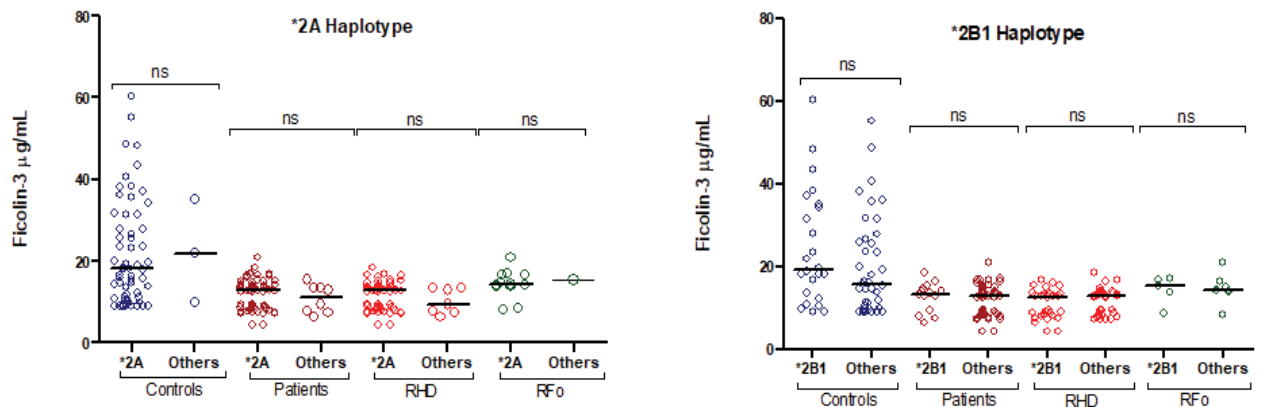 *2A Haplotype
Ficolin-3 µg/mL
80
60
40
20
0
ns
ns
ns
ns
*2A Others *2A Others *2A Others *2A Others
Controls Patients RHD RFo
*2B1 Haplotype
Ficolin-3 µg/mL
80
60
40
20
0
ns
ns
ns
ns
*2B1 Others *2B1 Others *2B1 Others *2B1 Others
Controls Patients RHD RFo